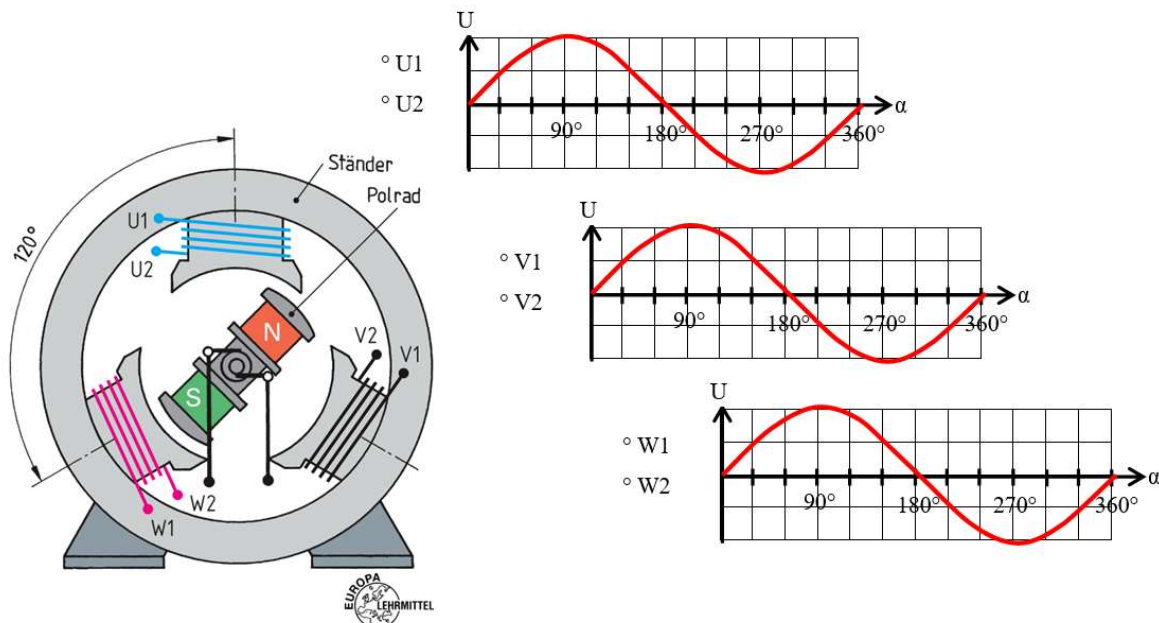 120°
Ständer
Polrad
U1
U2
N
S
V2
V1
W2
W1
EUROPA
LEHRMITTEL
U
° U1
° U2
α
90°
180°
270°
360°
U
° V1
° V2
α
90°
180°
270°
360°
U
° W1
° W2
α
90°
180°
270°
360°